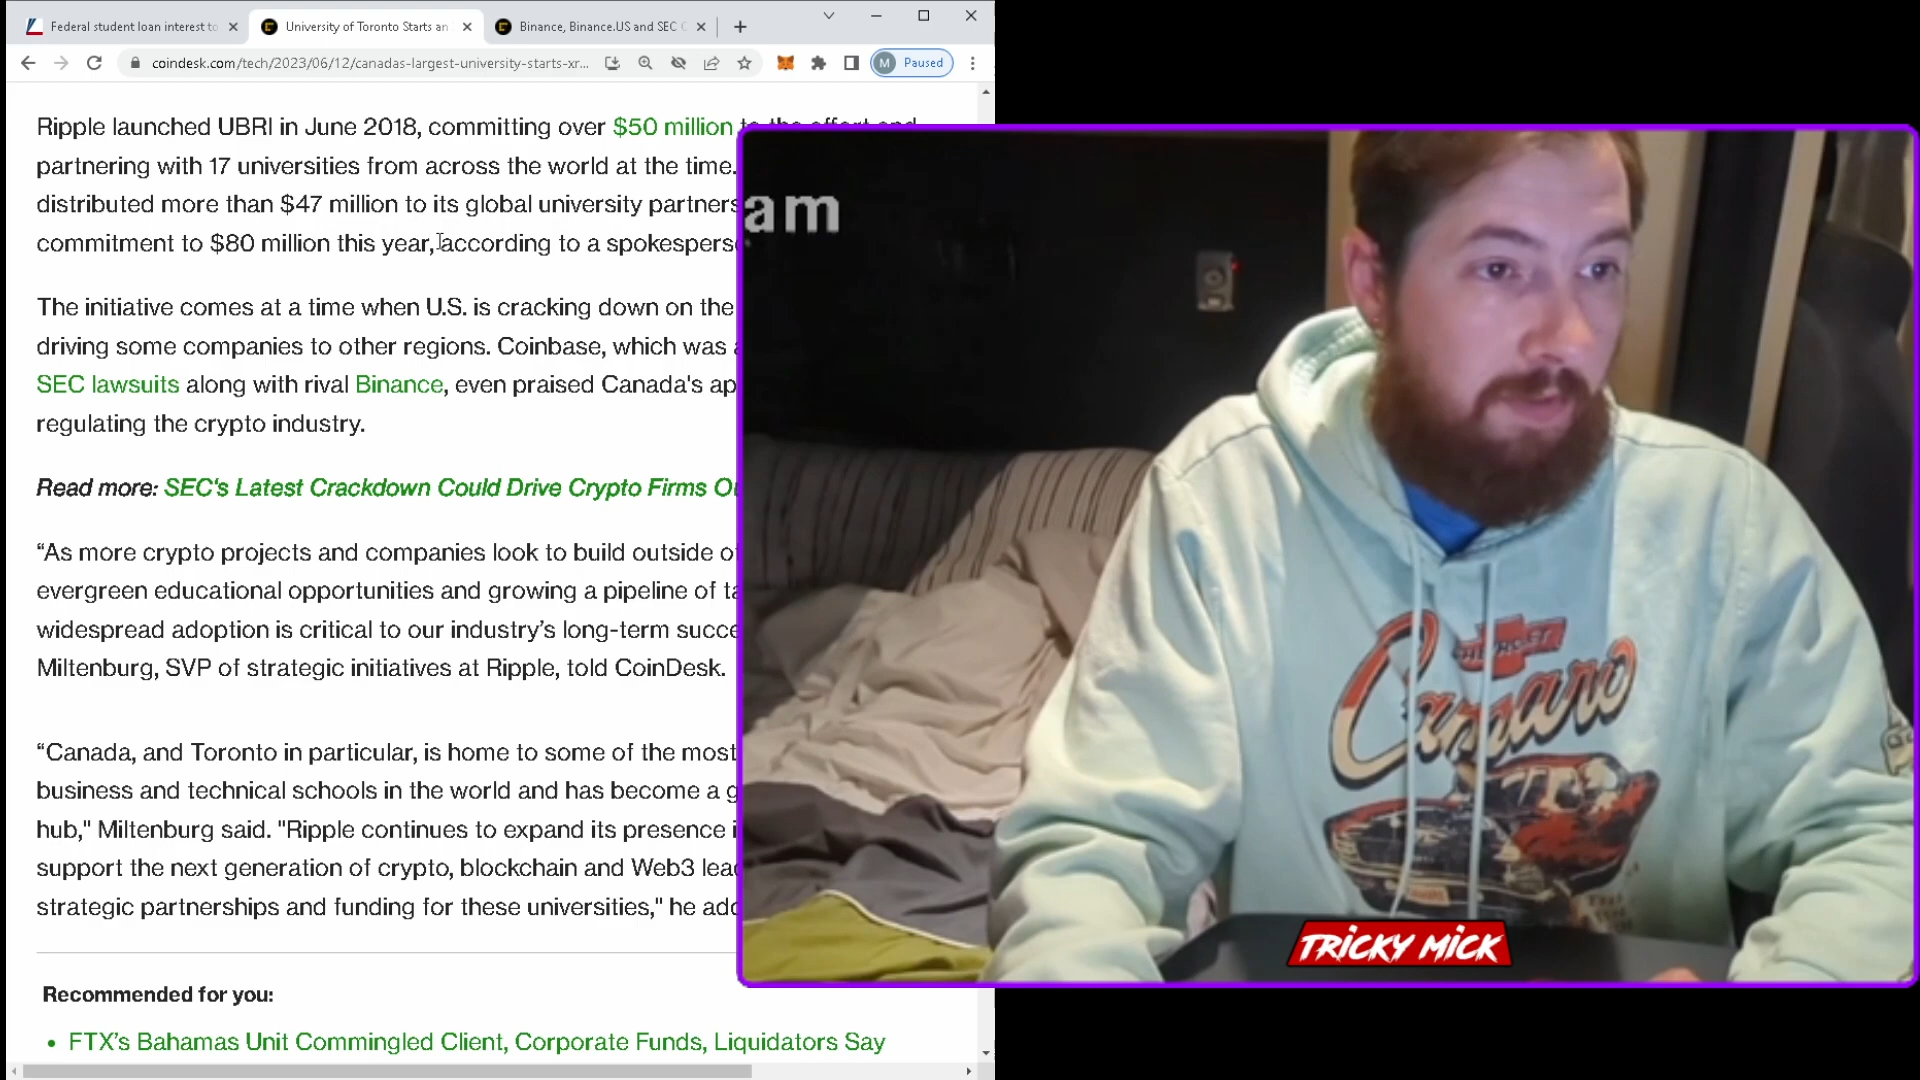 Federal student loan interest to
University of Toronto Starts an
Binance, Binance.US and SEC
coindesk.com/tech/2023/06/12/canadas-largest-university-starts-xr...
M Paused
Ripple launched UBRI in June 2018, committing over $50 million to the effort and
partnering with 17 universities from across the world at the time.
distributed more than $47 million to its global university partners
commitment to $80 million this year, according to a spokespers
The initiative comes at a time when U.S. is cracking down on the
driving some companies to other regions. Coinbase, which was
SEC lawsuits along with rival Binance, even praised Canada's ap
regulating the crypto industry.
Read more: SEC's Latest Crackdown Could Drive Crypto Firms
“As more crypto projects and companies look to build outside
evergreen educational opportunities and growing a pipeline of
widespread adoption is critical to our industry’s long-term succe
Miltenburg, SVP of strategic initiatives at Ripple, told CoinDesk.
“Canada, and Toronto in particular, is home to some of the most
business and technical schools in the world and has become a
hub," Miltenburg said. "Ripple continues to expand its presence
support the next generation of crypto, blockchain and Web3
strategic partnerships and funding for these universities," he
Recommended for you:
• FTX’s Bahamas Unit Commingled Client, Corporate Funds, Liquidators Say
am
CHEVROLET
Camaro
TRICKY MICK